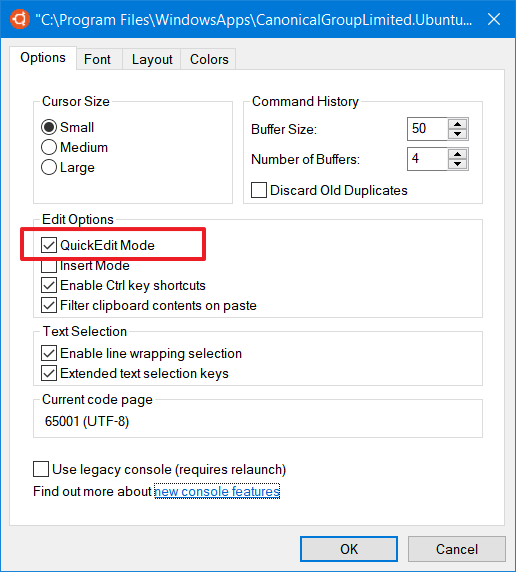 "C:\Program Files\WindowsApps\CanonicalGroupLimited.Ubuntu...
Options Font Layout Colors
Cursor Size
Small
Medium
Large
Command History
Buffer Size: 50
Number of Buffers: 4
Discard Old Duplicates
Edit Options
QuickEdit Mode
Insert Mode
Enable Ctrl key shortcuts
Filter clipboard contents on paste
Text Selection
Enable line wrapping selection
Extended text selection keys
Current code page
65001 (UTF-8)
Use legacy console (requires relaunch)
Find out more about new console features
OK Cancel